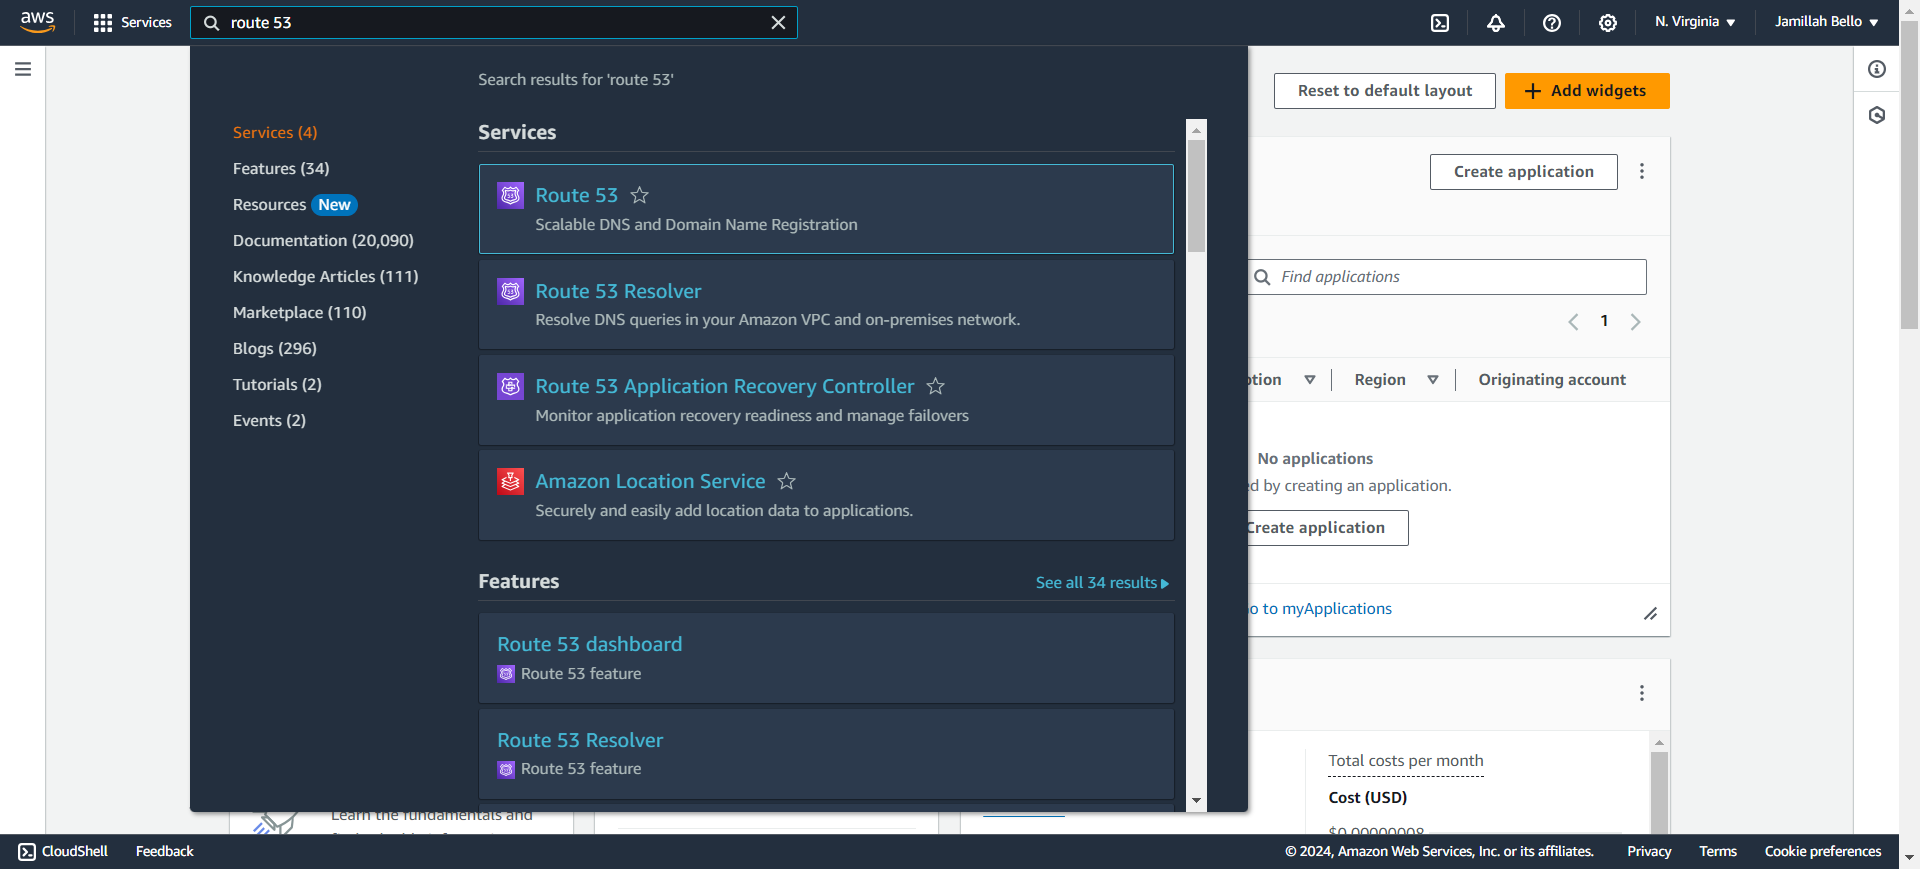 aws
Services
route 53
N. Virginia
Jamillah Bello
Search results for 'route 53'
Services (4)
Features (34)
Resources New
Documentation (20,090)
Knowledge Articles (111)
Marketplace (110)
Blogs (296)
Tutorials (2)
Events (2)
Services
Route 53
Scalable DNS and Domain Name Registration
Route 53 Resolver
Resolve DNS queries in your Amazon VPC and on-premises network.
Route 53 Application Recovery Controller
Monitor application recovery readiness and manage failovers
Amazon Location Service
Securely and easily add location data to applications.
Features
See all 34 results
Route 53 dashboard
Route 53 feature
Route 53 Resolver
Route 53 feature
Reset to default layout
Add widgets
Create application
Find applications
1
Region
Originating account
No applications
by creating an application.
Create application
to myApplications
Total costs per month
Cost (USD)
$0.00000008
Learn the fundamentals and
CloudShell
Feedback
© 2024, Amazon Web Services, Inc. or its affiliates.
Privacy
Terms
Cookie preferences